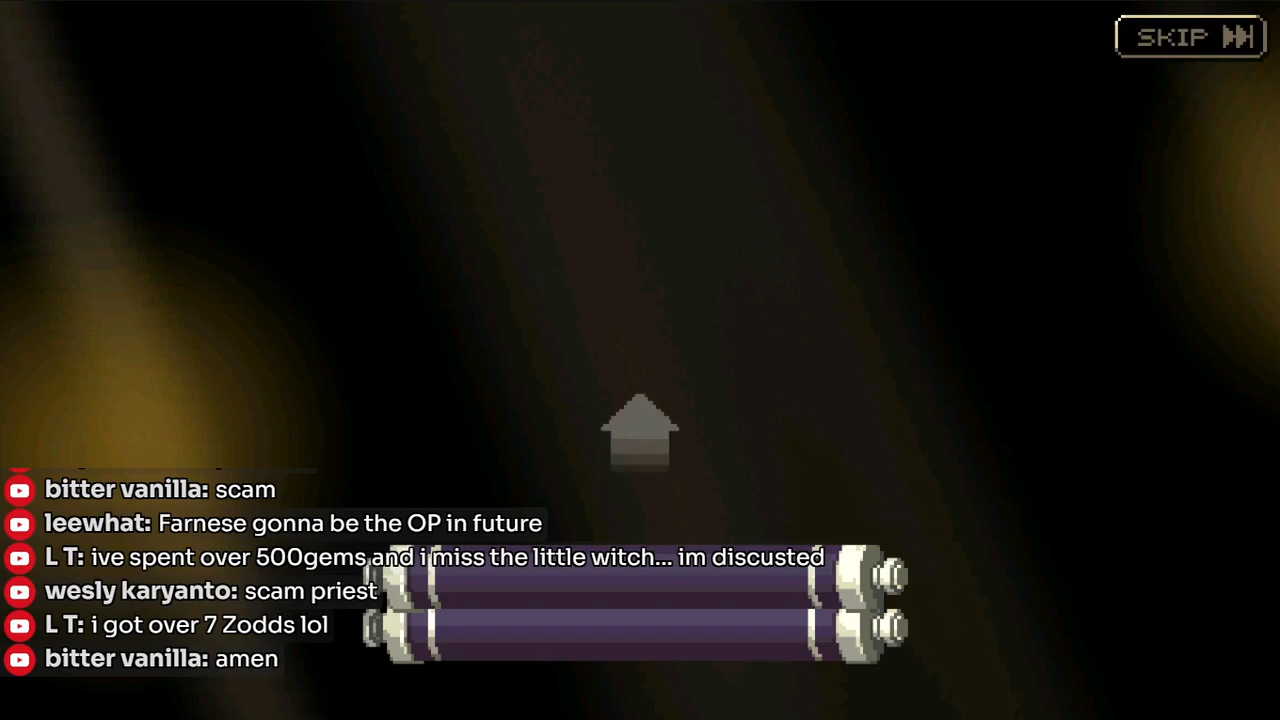 SKIP
bitter vanilla: scam
leewhat: Farnese gonna be the OP in future
L T: ive spent over 500gems and i miss the little witch... im discusted
wesly karyanto: scam priest
L T: i got over 7 Zodds lol
bitter vanilla: amen